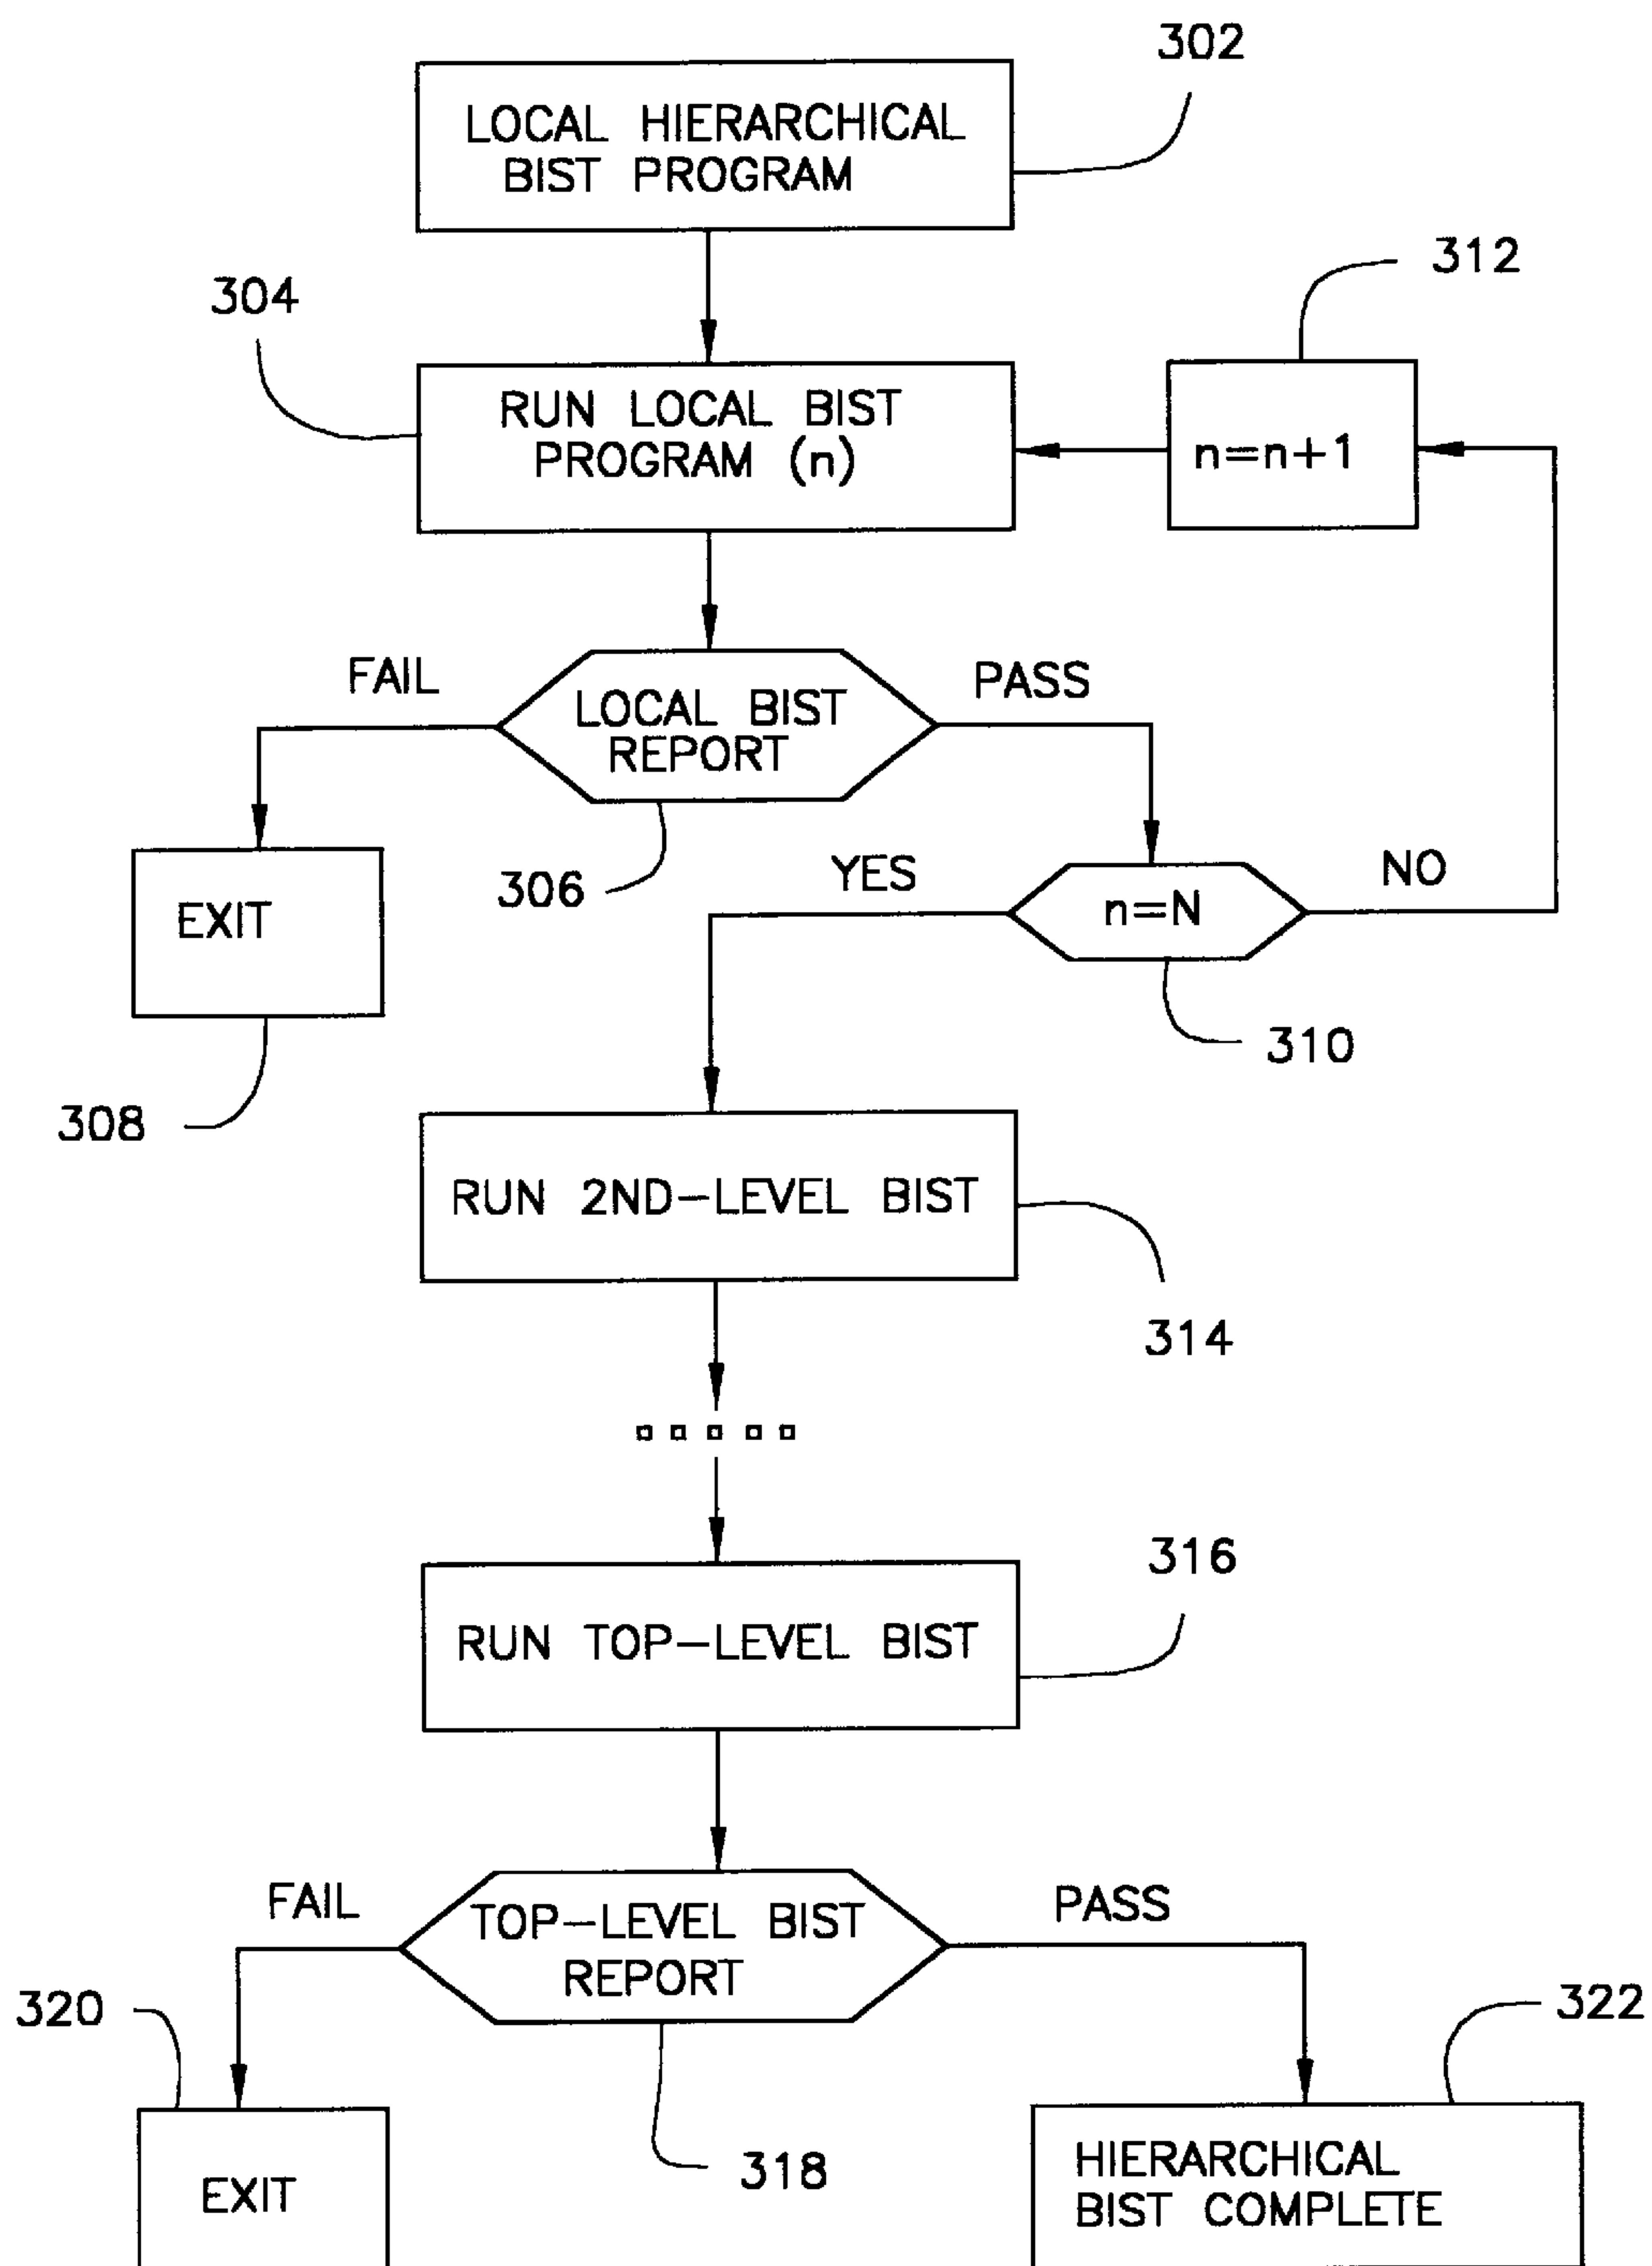 302
LOCAL HIERARCHICAL
BIST PROGRAM
312
304
RUN LOCAL BIST
PROGRAM (n)
n=n+1
FAIL
PASS
LOCAL BIST
REPORT
306
YES
NO
EXIT
n=N
310
308
RUN 2ND-LEVEL BIST
314
316
RUN TOP-LEVEL BIST
FAIL
PASS
TOP-LEVEL BIST
REPORT
320
322
318
EXIT
HIERARCHICAL
BIST COMPLETE